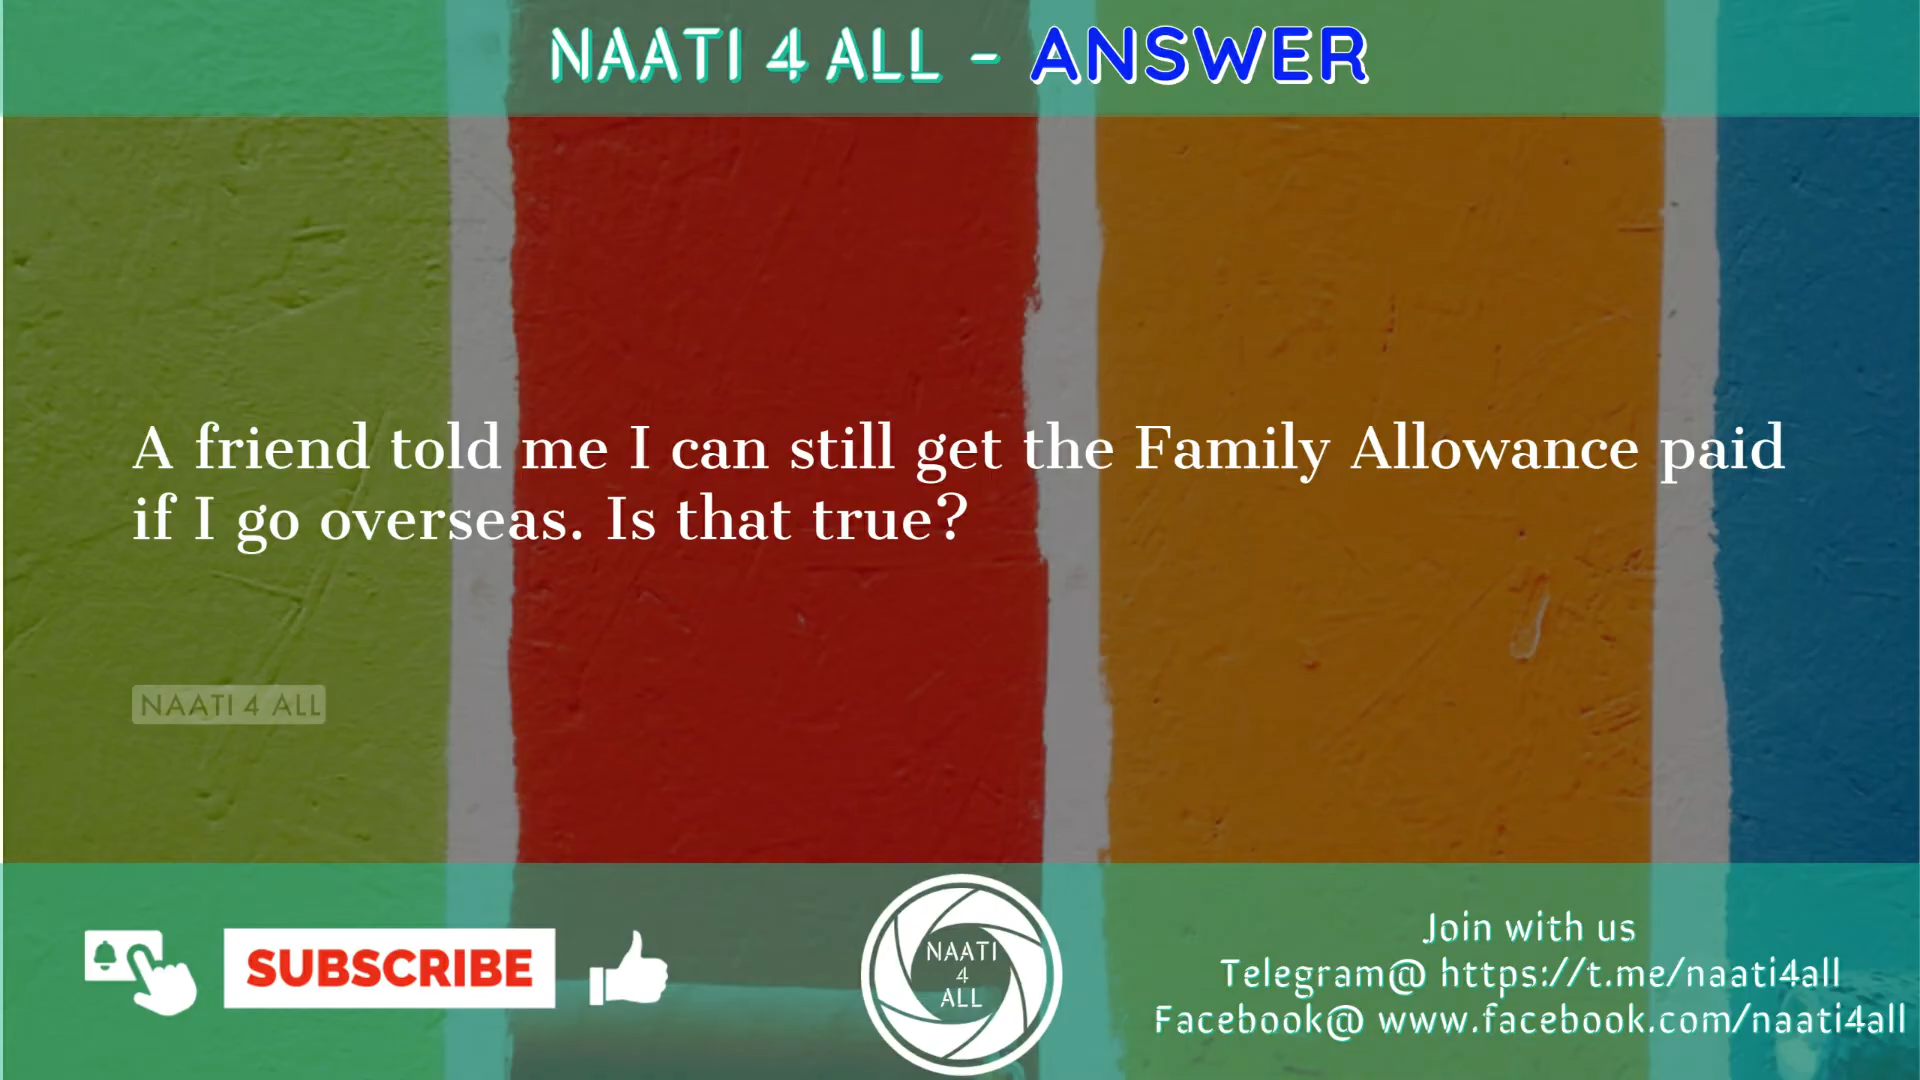 NAATI 4 ALL - ANSWER
A friend told me I can still get the Family Allowance paid
if I go overseas. Is that true?
NAATI 4 ALL
SUBSCRIBE
NAATI
4
ALL
Join with us
Telegram@ https://t.me/naati4all
Facebook@ www.facebook.com/naati4all